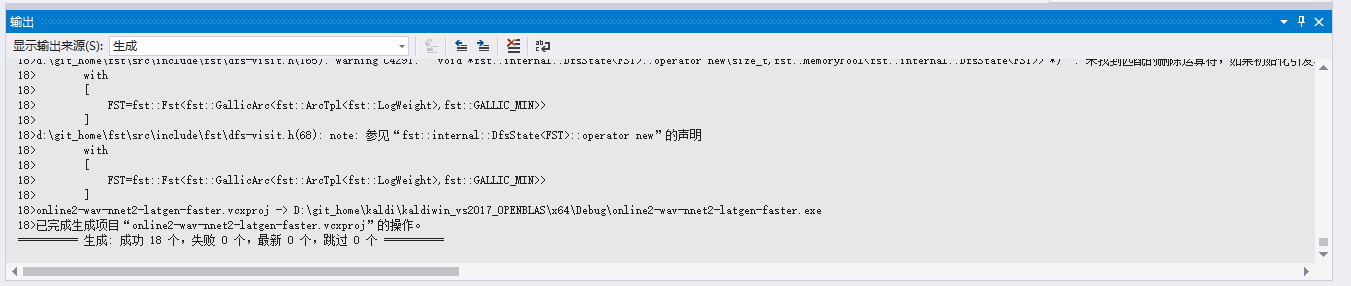 输出
显示输出来源(S): 生成
18>d:\git_home\fst\src\include\fst\dfs-visit.h(165): warning C4291: “void *fst::internal::DfsState<FST>::operator new(size_t,fst::MemoryPool<fst::internal::DfsState<FST>> *)”: 未找到匹配的删除运算符，如果初始化引发
18> with
18> [
18> FST=fst::Fst<fst::GallicArc<fst::ArcTpl<fst::LogWeight>,fst::GALLIC_MIN>>
18> ]
18>d:\git_home\fst\src\include\fst\dfs-visit.h(68): note: 参见“fst::internal::DfsState<FST>::operator new”的声明
18> with
18> [
18> FST=fst::Fst<fst::GallicArc<fst::ArcTpl<fst::LogWeight>,fst::GALLIC_MIN>>
18> ]
18>online2-wav-nnet2-latgen-faster.vcxproj -> D:\git_home\kaldi\kaldiwin_vs2017_OPENBLAS\x64\Debug\online2-wav-nnet2-latgen-faster.exe
18>已完成生成项目“online2-wav-nnet2-latgen-faster.vcxproj”的操作。
========== 生成: 成功 18 个，失败 0 个，最新 0 个，跳过 0 个 ==========